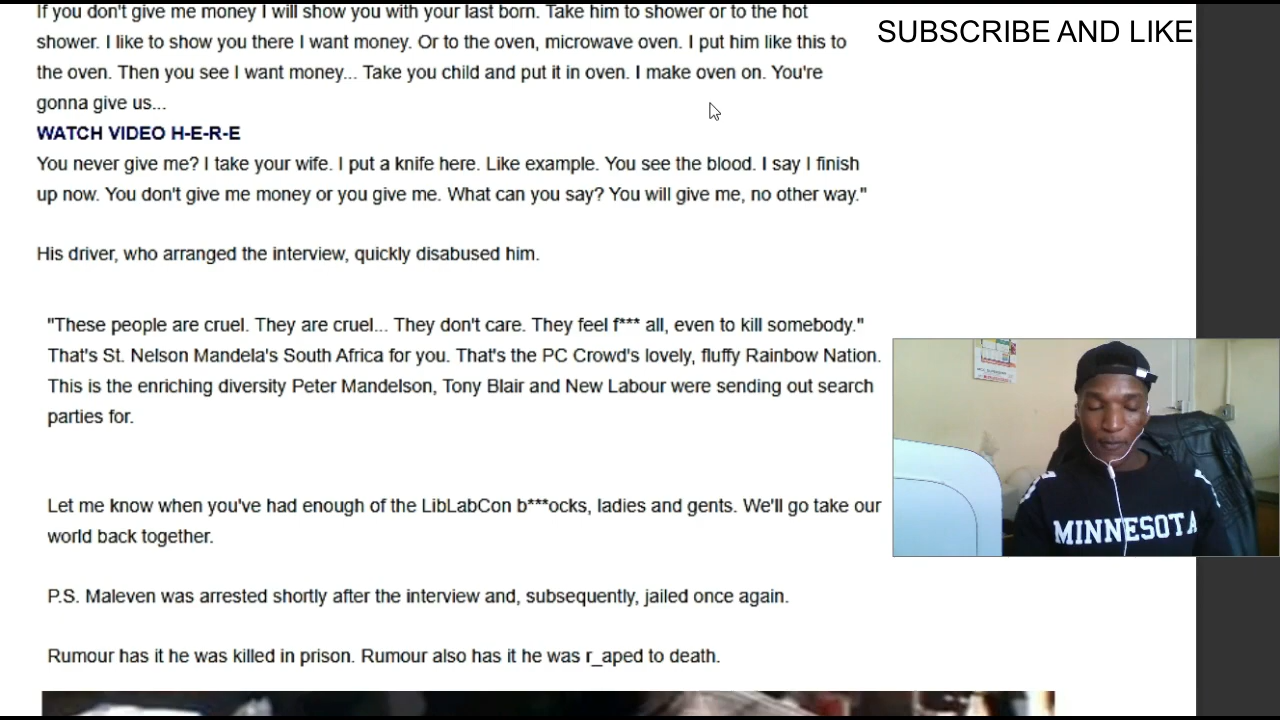 If you don't give me money I will show you with your last born. Take him to shower or to the hot
SUBSCRIBE AND LIKE
shower. I like to show you there I want money. Or to the oven, microwave oven. I put him like this to
the oven. Then you see I want money... Take you child and put it in oven. I make oven on. You're
gonna give us...
WATCH VIDEO H-E-R-E
You never give me? I take your wife. I put a knife here. Like example. You see the blood. I say I finish
up now. You don't give me money or you give me. What can you say? You will give me, no other way."
His driver, who arranged the interview, quickly disabused him.
"These people are cruel. They are cruel... They don't care. They feel f*** all, even to kill somebody."
That's St. Nelson Mandela's South Africa for you. That's the PC Crowd's lovely, fluffy Rainbow Nation.
This is the enriching diversity Peter Mandelson, Tony Blair and New Labour were sending out search
parties for.
Let me know when you've had enough of the LibLabCon b***ocks, ladies and gents. We'll go take our
world back together.
P.S. Maleven was arrested shortly after the interview and, subsequently, jailed once again.
Rumour has it he was killed in prison. Rumour also has it he was r_aped to death.
MINNESOTA